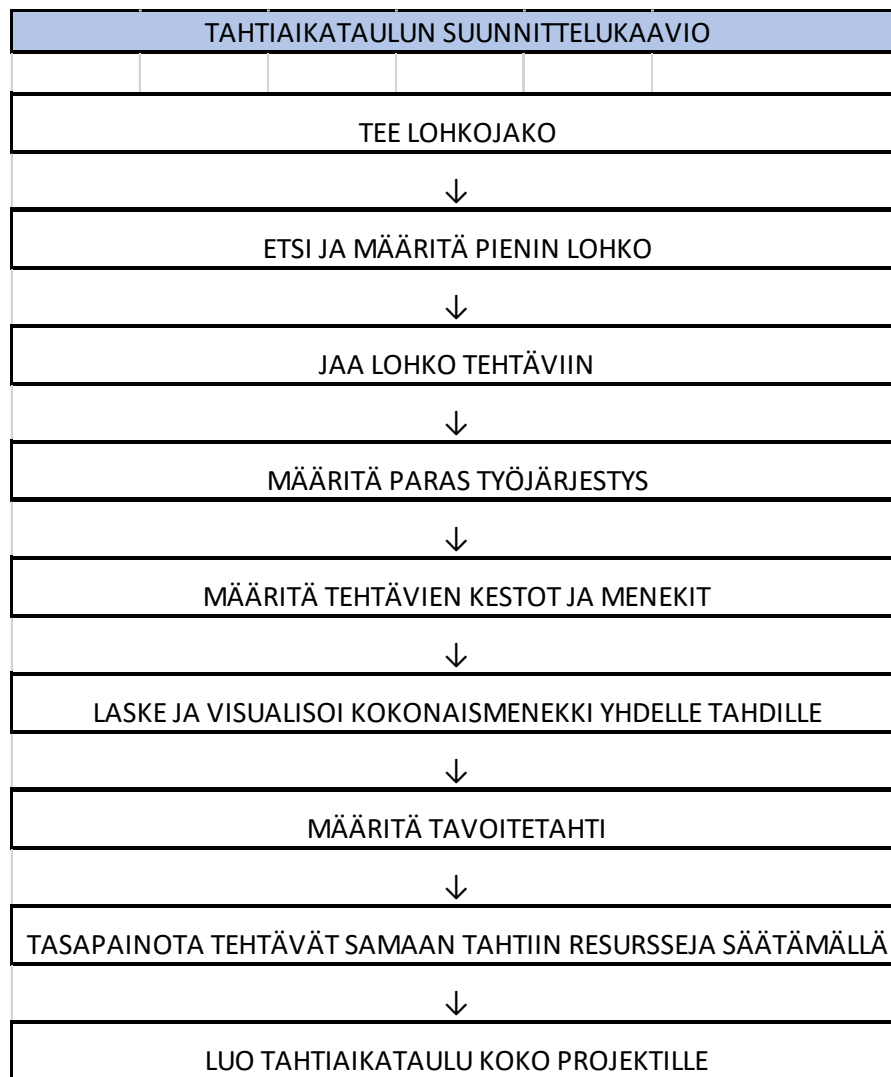 TAHTIAIKATAULUN SUUNNITTELUKAAVIO
TEE LOHKOJAKO
↓
ETSI JA MÄÄRITÄ PIENIN LOHKO
↓
JAA LOHKO TEHTÄVIIN
↓
MÄÄRITÄ PARAS TYÖJÄRJESTYS
↓
MÄÄRITÄ TEHTÄVIEN KESTOT JA MENEKIT
↓
LASKE JA VISUALISOI KOKONAISMENEKKI YHDELLE TAHDILLE
↓
MÄÄRITÄ TAVOITETAHTI
↓
TASAPAINOTA TEHTÄVÄT SAMAAN TAHTIIN RESURSSEJA SÄÄTÄMÄLLÄ
↓
LUO TAHTIAIKATAULU KOKO PROJEKTILLE